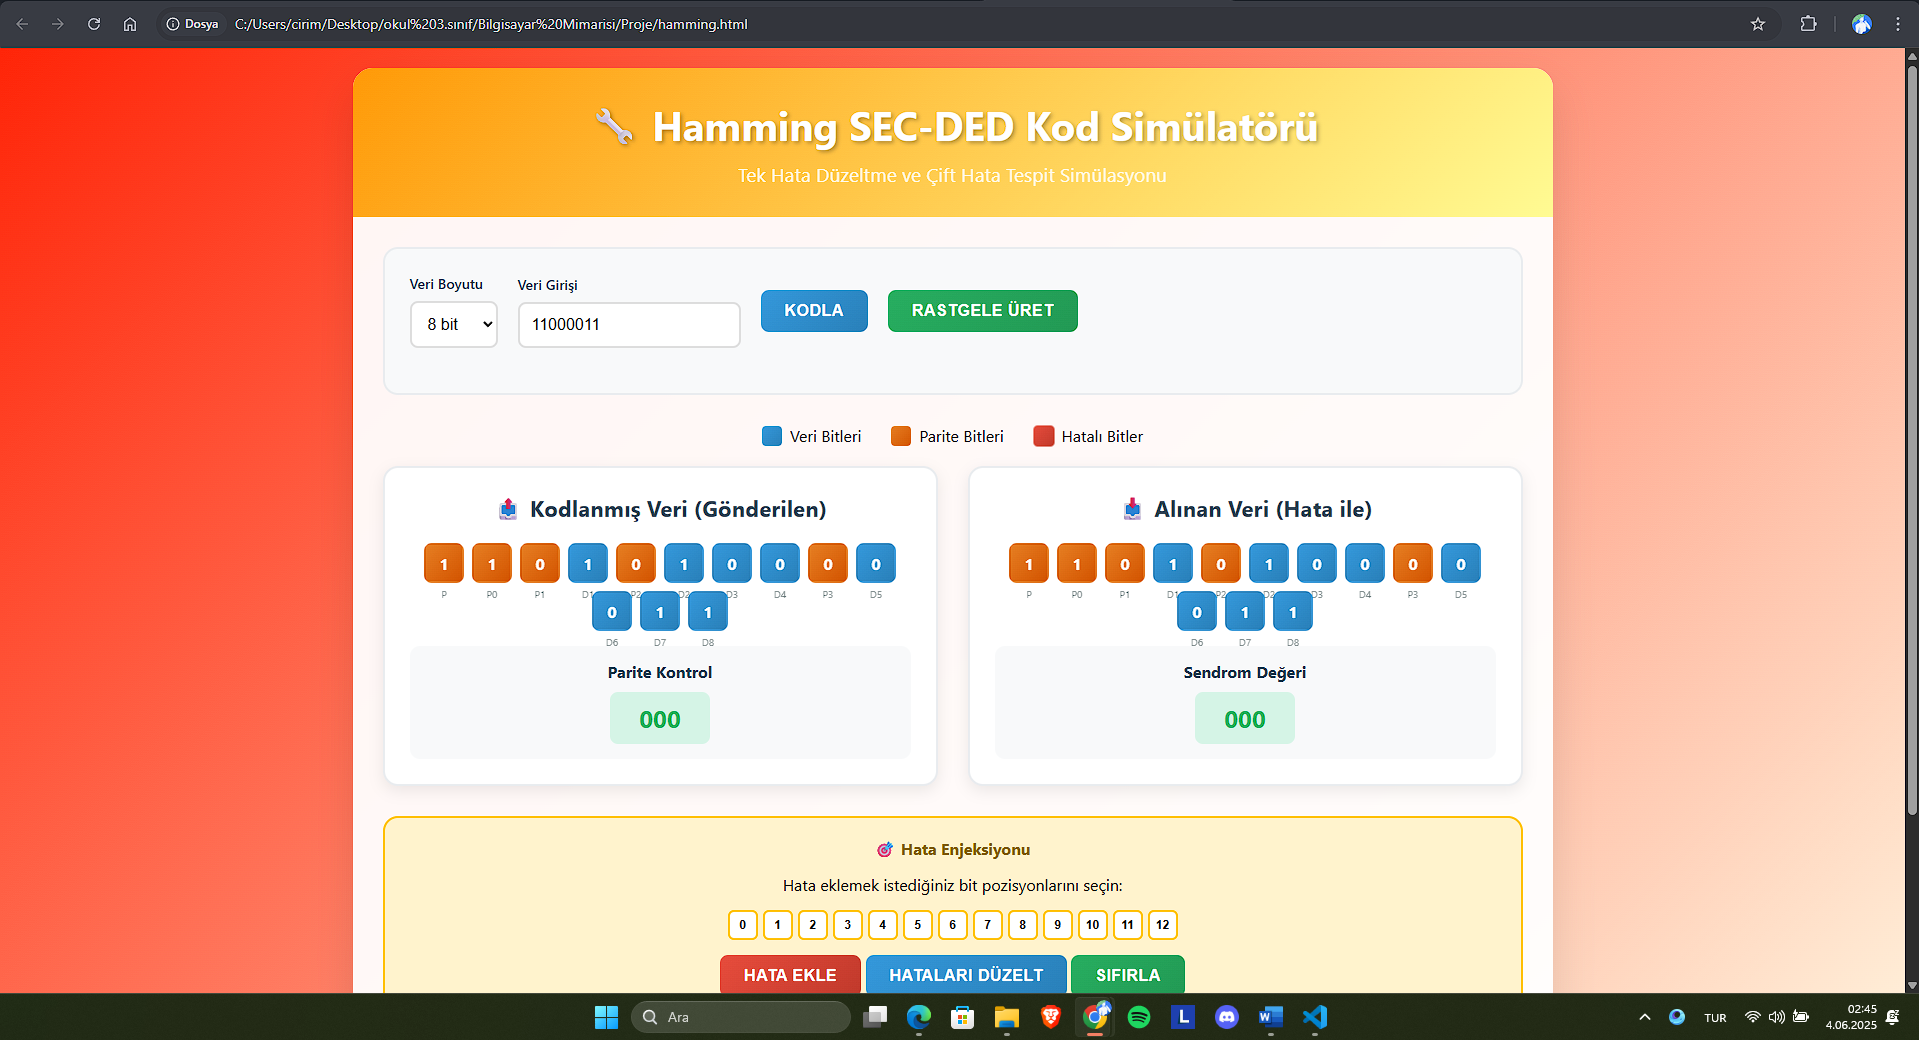 Dosya C:/Users/cirim/Desktop/okul%203.sınıf/Bilgisayar%20Mimarisi/Proje/hamming.html
Hamming SEC-DED Kod Simülatörü
Tek Hata Düzeltme ve Çift Hata Tespit Simülasyonu
Veri Boyutu
8 bit
Veri Girişi
11000011
KODLA
RASTGELE ÜRET
Veri Bitleri Parite Bitleri Hatalı Bitler
Kodlanmış Veri (Gönderilen)
1 1 0 1 0 1 0 0 0 0
P P0 P1 D1 P2 D2 D3 D4 P3 D5
0 1 1
D6 D7 D8
Parite Kontrol
000
Alınan Veri (Hata ile)
1 1 0 1 0 1 0 0 0 0
P P0 P1 D1 P2 D2 D3 D4 P3 D5
0 1 1
D6 D7 D8
Sendrom Değeri
000
Hata Enjeksiyonu
Hata eklemek istediğiniz bit pozisyonlarını seçin:
0 1 2 3 4 5 6 7 8 9 10 11 12
HATA EKLE HATALARI DÜZELT SIFIRLA
Ara
L
W
TUR
02:45
4.06.2025